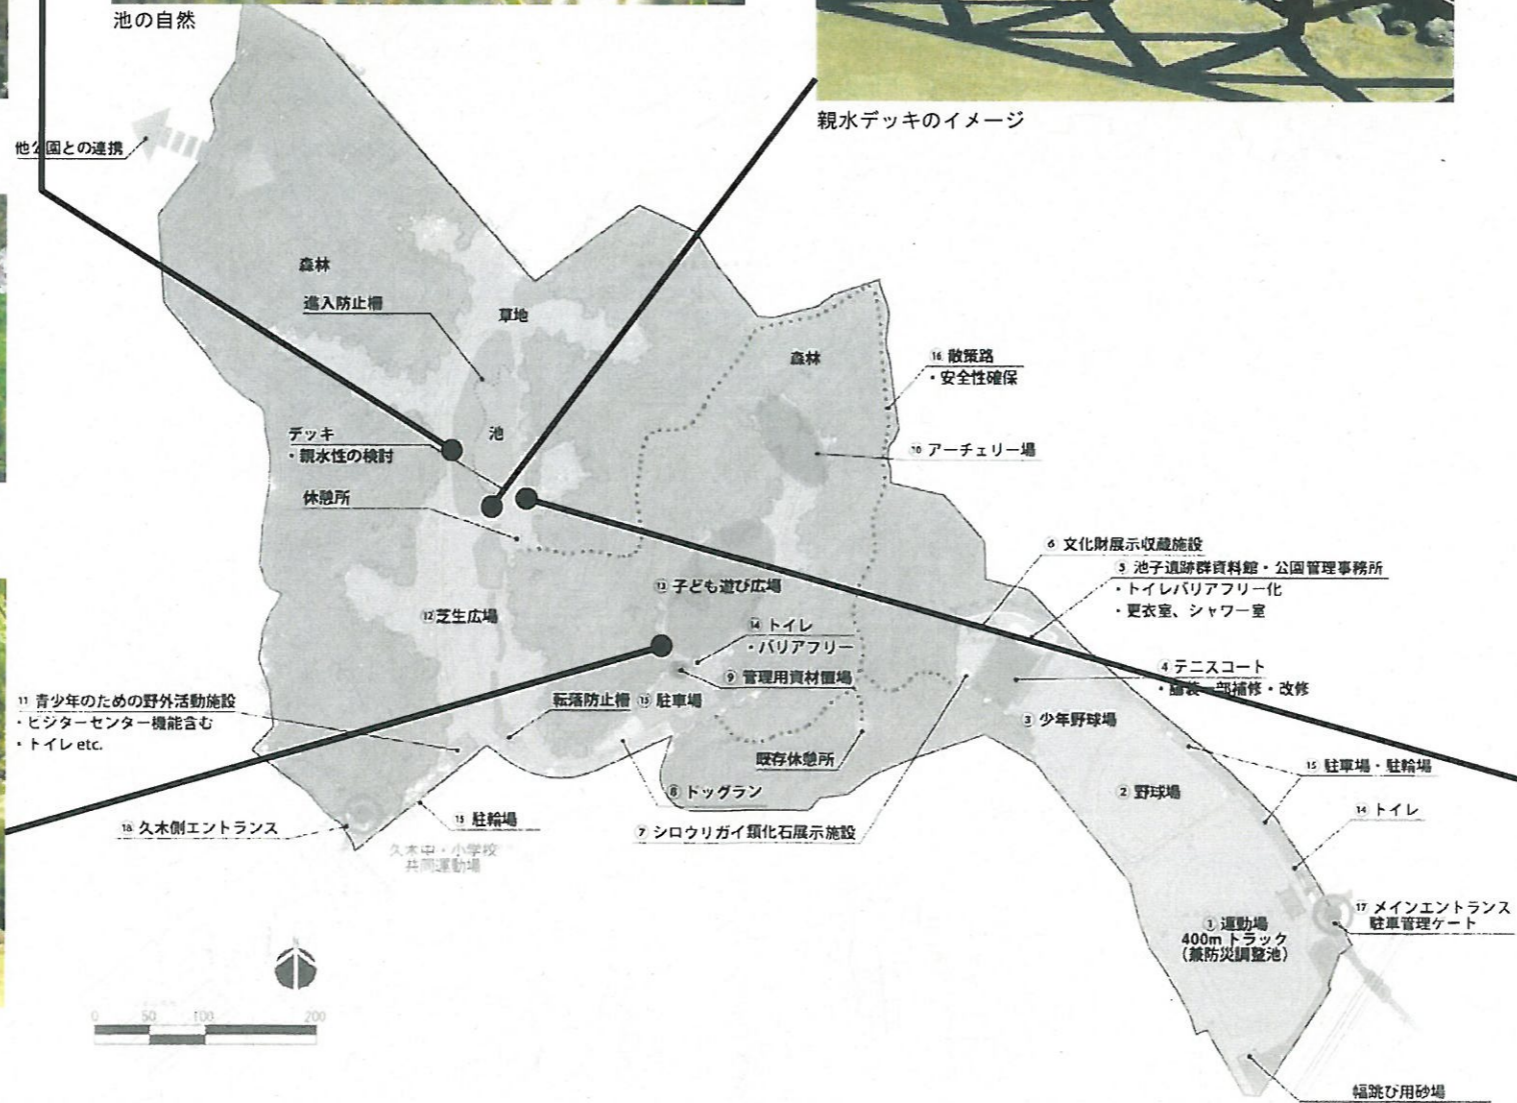 池の自然
親水デッキのイメージ
他公園との連携
森林
進入防止柵
草地
森林
⑯ 散策路
・安全性確保
⑩ アーチェリー場
デッキ
・親水性の検討
池
休憩所
⑥ 文化財展示収蔵施設
⑤ 池子遺跡群資料館・公園管理事務所
・トイレバリアフリー化
・更衣室、シャワー室
⑬ 子ども遊び広場
⑫芝生広場
⑭ トイレ
・バリアフリー
④ テニスコート
・舗装一部補修・改修
⑨ 管理用資材置場
⑪ 青少年のための野外活動施設
・ビジターセンター機能含む
・トイレ etc.
転落防止柵
⑮ 駐車場
③ 少年野球場
既存休憩所
⑮ 駐車場・駐輪場
② 野球場
⑧ ドッグラン
⑭ トイレ
⑱ 久木側エントランス
⑮ 駐輪場
⑦ シロウリガイ類化石展示施設
久木中・小学校
共同運動場
⑰ メインエントランス
駐車管理ゲート
① 運動場
400m トラック
（兼防災調整池）
0 50 100 200
幅跳び用砂場